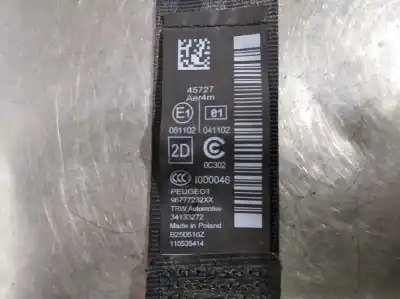 45727
Aer4m
E1 e1
061102 041102
2D C
0C302
CCC I000046
PEUGEOT
96777232XX
TRW Automotive
34133272
Made in Poland
B25051GZ
110535414